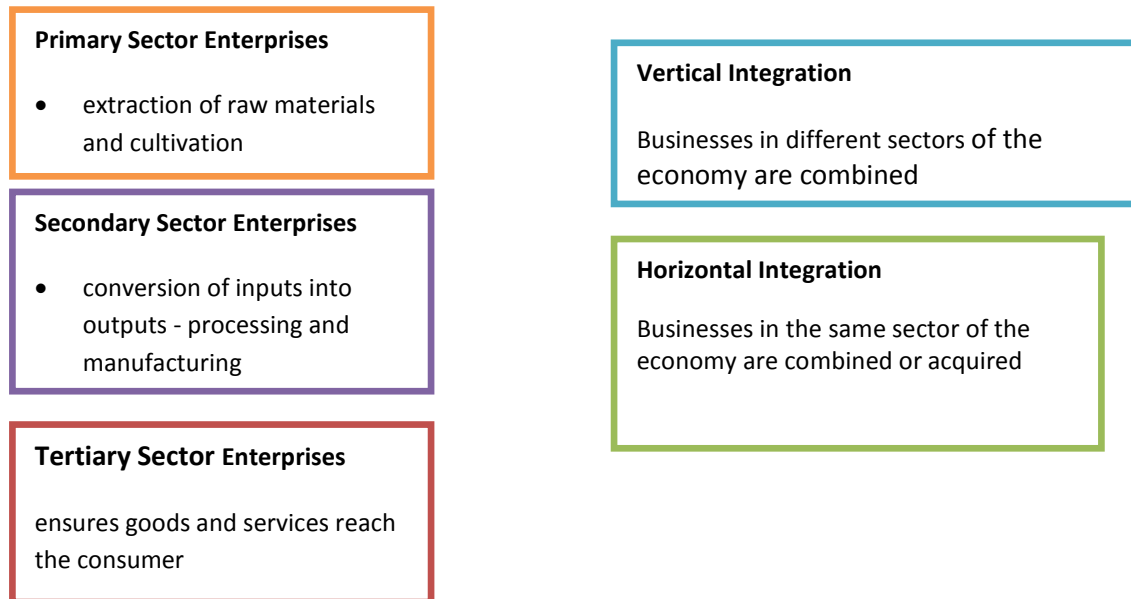 Primary Sector Enterprises
• extraction of raw materials
and cultivation
Secondary Sector Enterprises
• conversion of inputs into
outputs - processing and
manufacturing
Tertiary Sector Enterprises
ensures goods and services reach
the consumer
Vertical Integration
Businesses in different sectors of the
economy are combined
Horizontal Integration
Businesses in the same sector of the
economy are combined or acquired